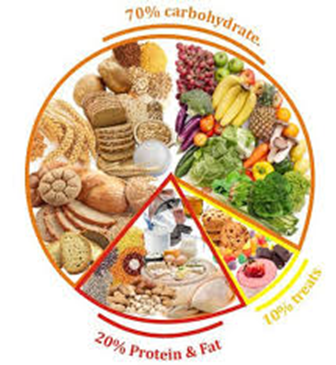 70% carbohydrate.
10% treats
20% Protein & Fat